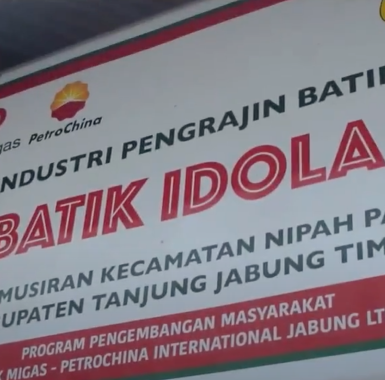 gas PetroChina
INDUSTRI PENGRAJIN BATI
BATIK IDOLA
MUSIRAN KECAMATAN NIPAH PA
UPATEN TANJUNG JABUNG TIM
PROGRAM PENGEMBANGAN MASYARAKAT
K MIGAS - PETROCHINA INTERNATIONAL JABUNG LT